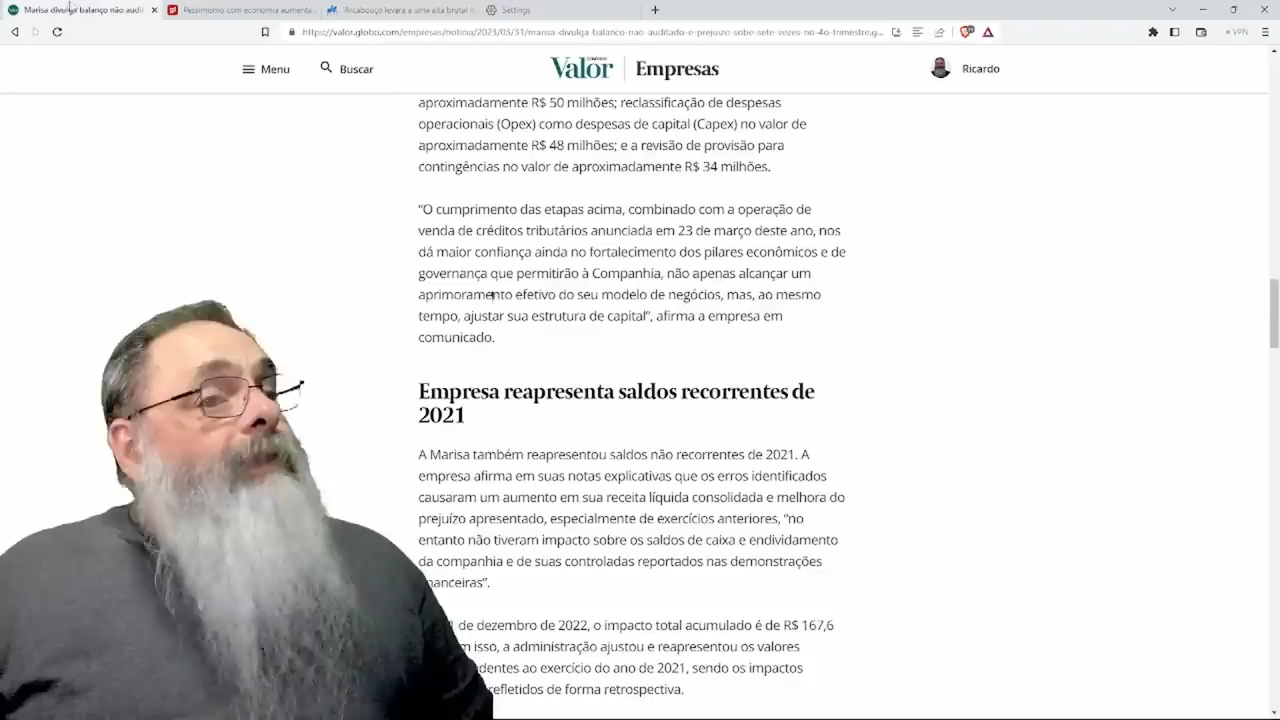 Marisa divulga balanço não audi
Pessimismo com economia aumenta
'Arcabouço levará a uma alta brutal o
Settings
https://valor.globo.com/empresas/noticia/2023/03/31/marisa-divulga-balanco-nao-auditado-e-prejuizo-sobe-sete-vezes-no-4o-trimestre.g...
VPN
Menu
Buscar
Valor
Empresas
Ricardo
aproximadamente R$ 50 milhões; reclassificação de despesas
operacionais (Opex) como despesas de capital (Capex) no valor de
aproximadamente R$ 48 milhões; e a revisão de provisão para
contingências no valor de aproximadamente R$ 34 milhões.
“O cumprimento das etapas acima, combinado com a operação de
venda de créditos tributários anunciada em 23 de março deste ano, nos
dá maior confiança ainda no fortalecimento dos pilares econômicos e de
governança que permitirão à Companhia, não apenas alcançar um
aprimoramento efetivo do seu modelo de negócios, mas, ao mesmo
tempo, ajustar sua estrutura de capital”, afirma a empresa em
comunicado.
Empresa reapresenta saldos recorrentes de
2021
A Marisa também reapresentou saldos não recorrentes de 2021. A
empresa afirma em suas notas explicativas que os erros identificados
causaram um aumento em sua receita líquida consolidada e melhora do
prejuízo apresentado, especialmente de exercícios anteriores, “no
entanto não tiveram impacto sobre os saldos de caixa e endividamento
da companhia e de suas controladas reportados nas demonstrações
nanceiras”.
de dezembro de 2022, o impacto total acumulado é de R$ 167,6
m isso, a administração ajustou e reapresentou os valores
dentes ao exercício do ano de 2021, sendo os impactos
refletidos de forma retrospectiva.